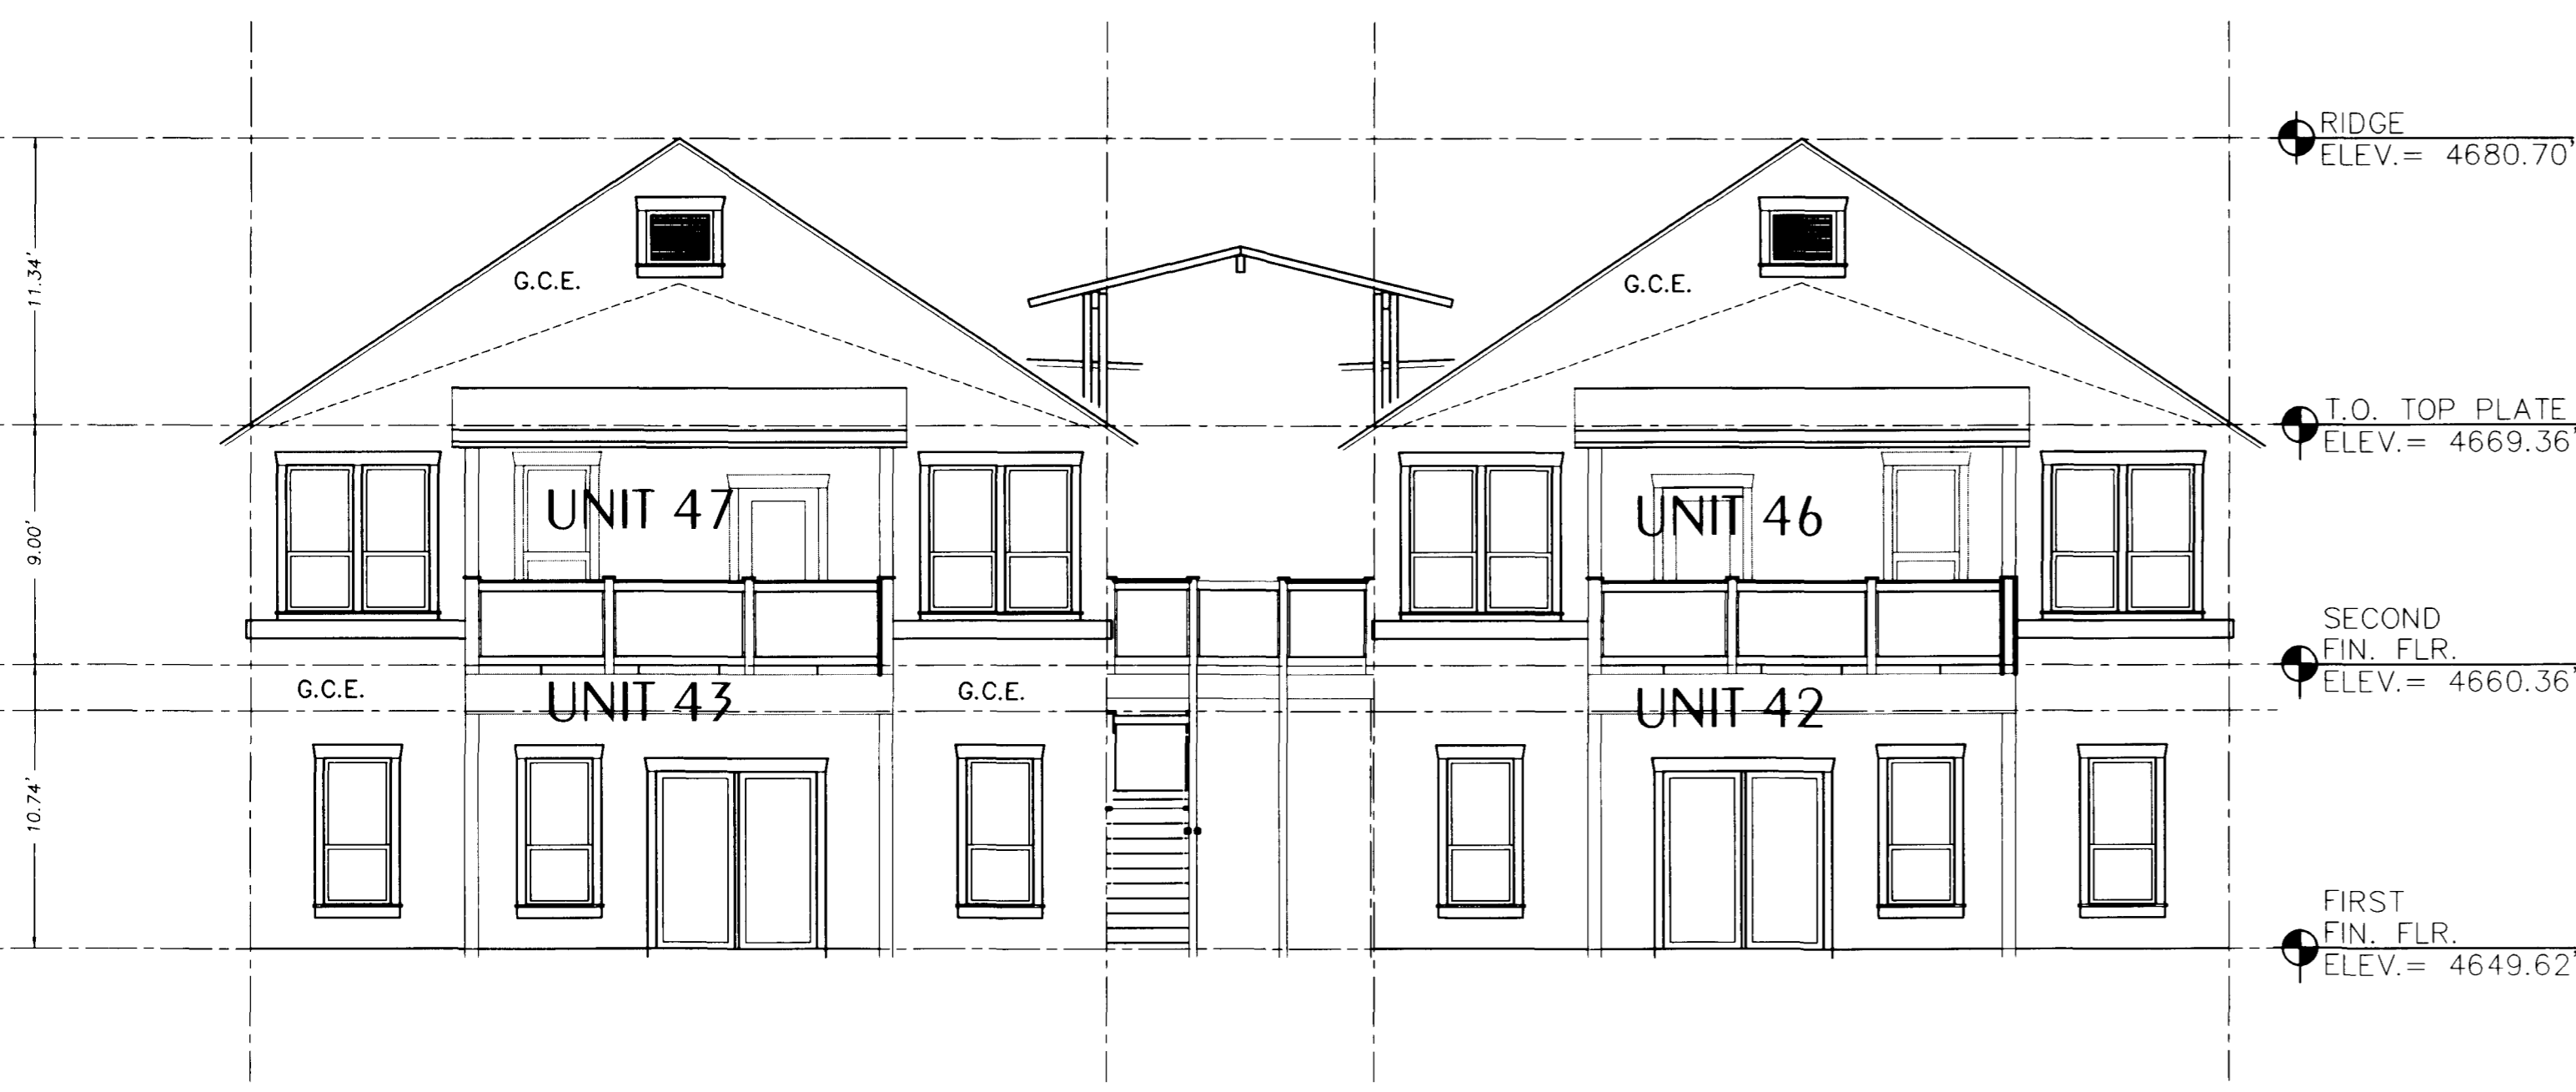 RIDGE
ELEV.= 4680.70'
11.34'
G.C.E.
G.C.E.
T.O. TOP PLATE
ELEV.= 4669.36'
9.00'
UNIT 47
UNIT 46
SECOND
FIN. FLR.
ELEV.= 4660.36'
G.C.E.
UNIT 43
G.C.E.
UNIT 42
10.74'
FIRST
FIN. FLR.
ELEV.= 4649.62'